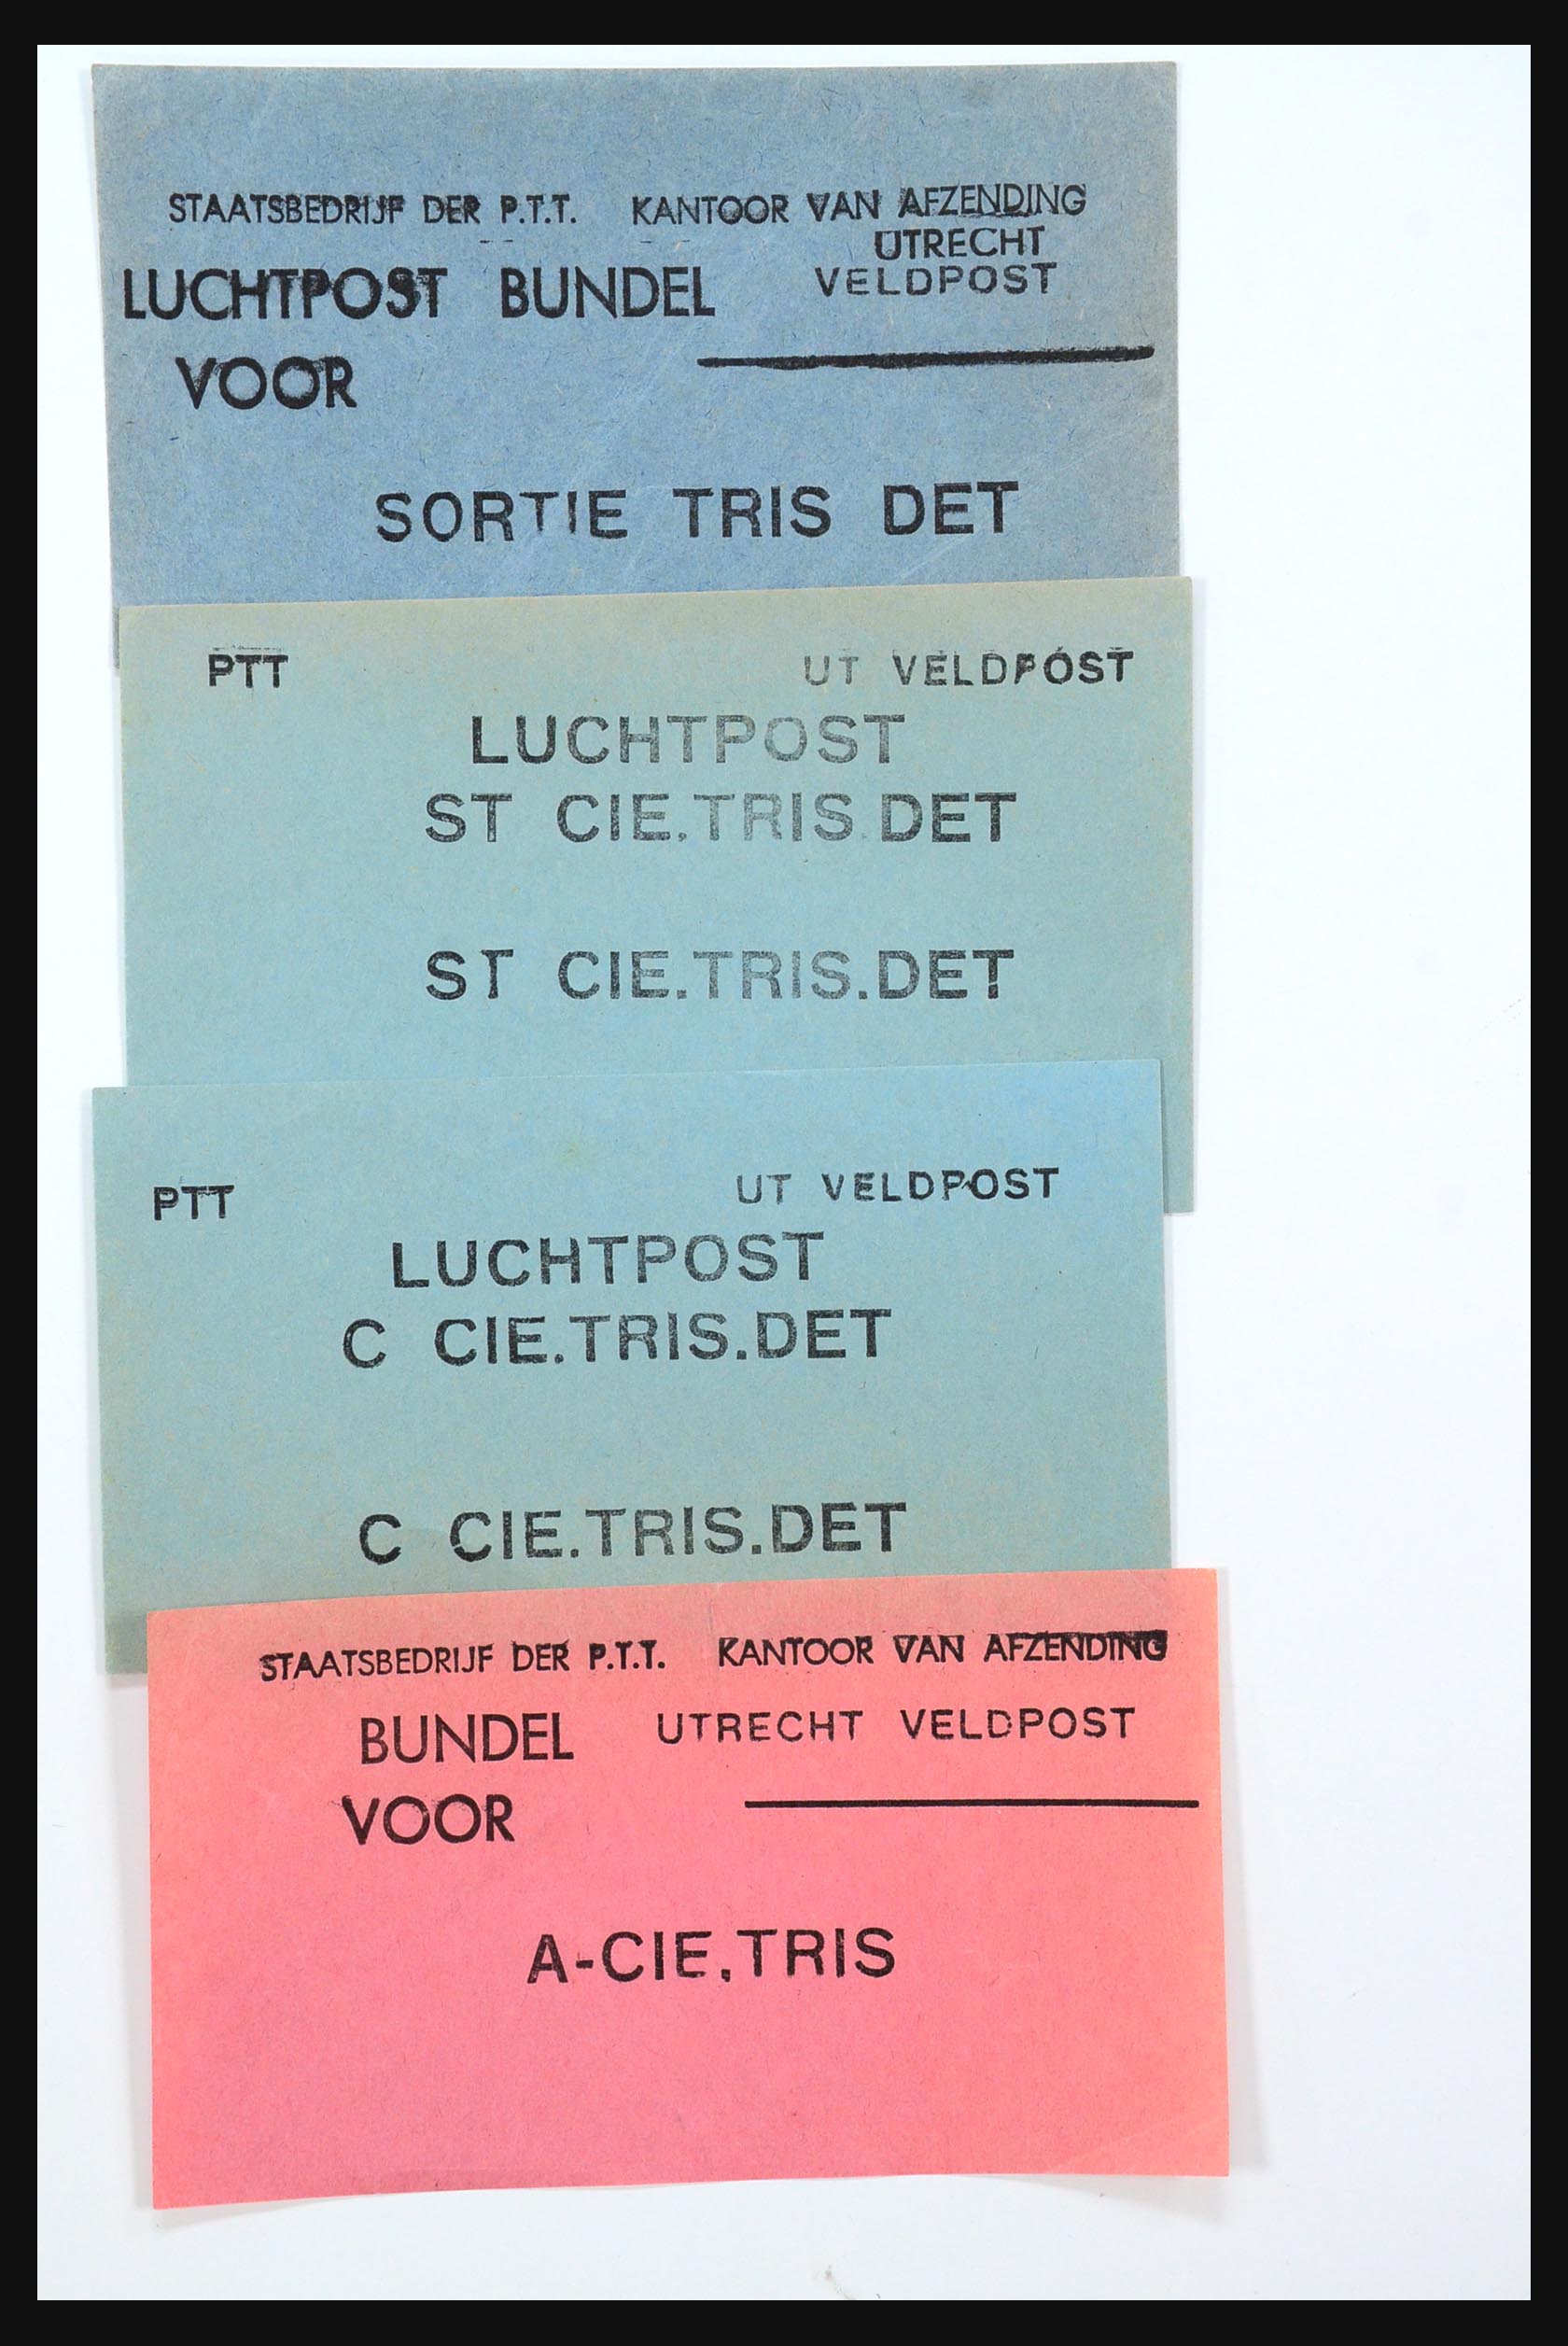 STAATSBEDRIJF DER P.T.T. KANTOOR VAN AFZENDING
UTRECHT
LUCHTPOST BUNDEL VELDPOST
VOOR
SORTIE TRIS DET
PTT UT VELDPOST
LUCHTPOST
ST CIE.TRIS.DET
ST CIE.TRIS.DET
PTT UT VELDPOST
LUCHTPOST
C CIE.TRIS.DET
C CIE.TRIS.DET
STAATSBEDRIJF DER P.T.T. KANTOOR VAN AFZENDING
BUNDEL UTRECHT VELDPOST
VOOR
A-CIE.TRIS